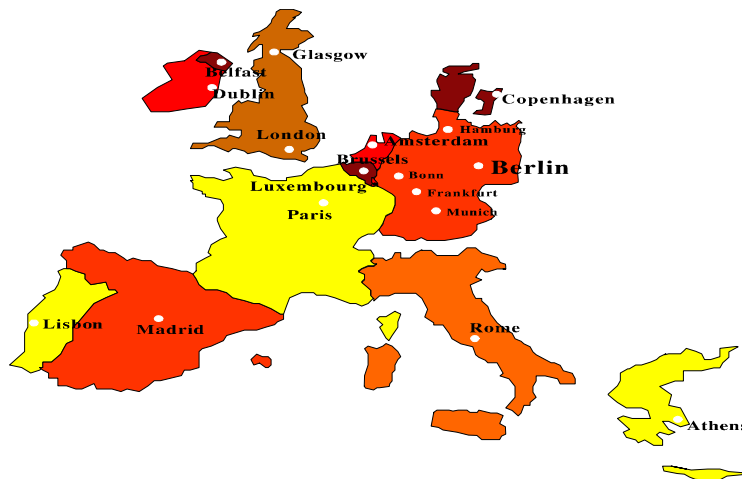 Glasgow
Belfast
Dublin
Copenhagen
Hamburg
London
Amsterdam
Brussels
Berlin
Bonn
Luxembourg
Frankfurt
Paris
Munich
Lisbon
Madrid
Rome
Athens